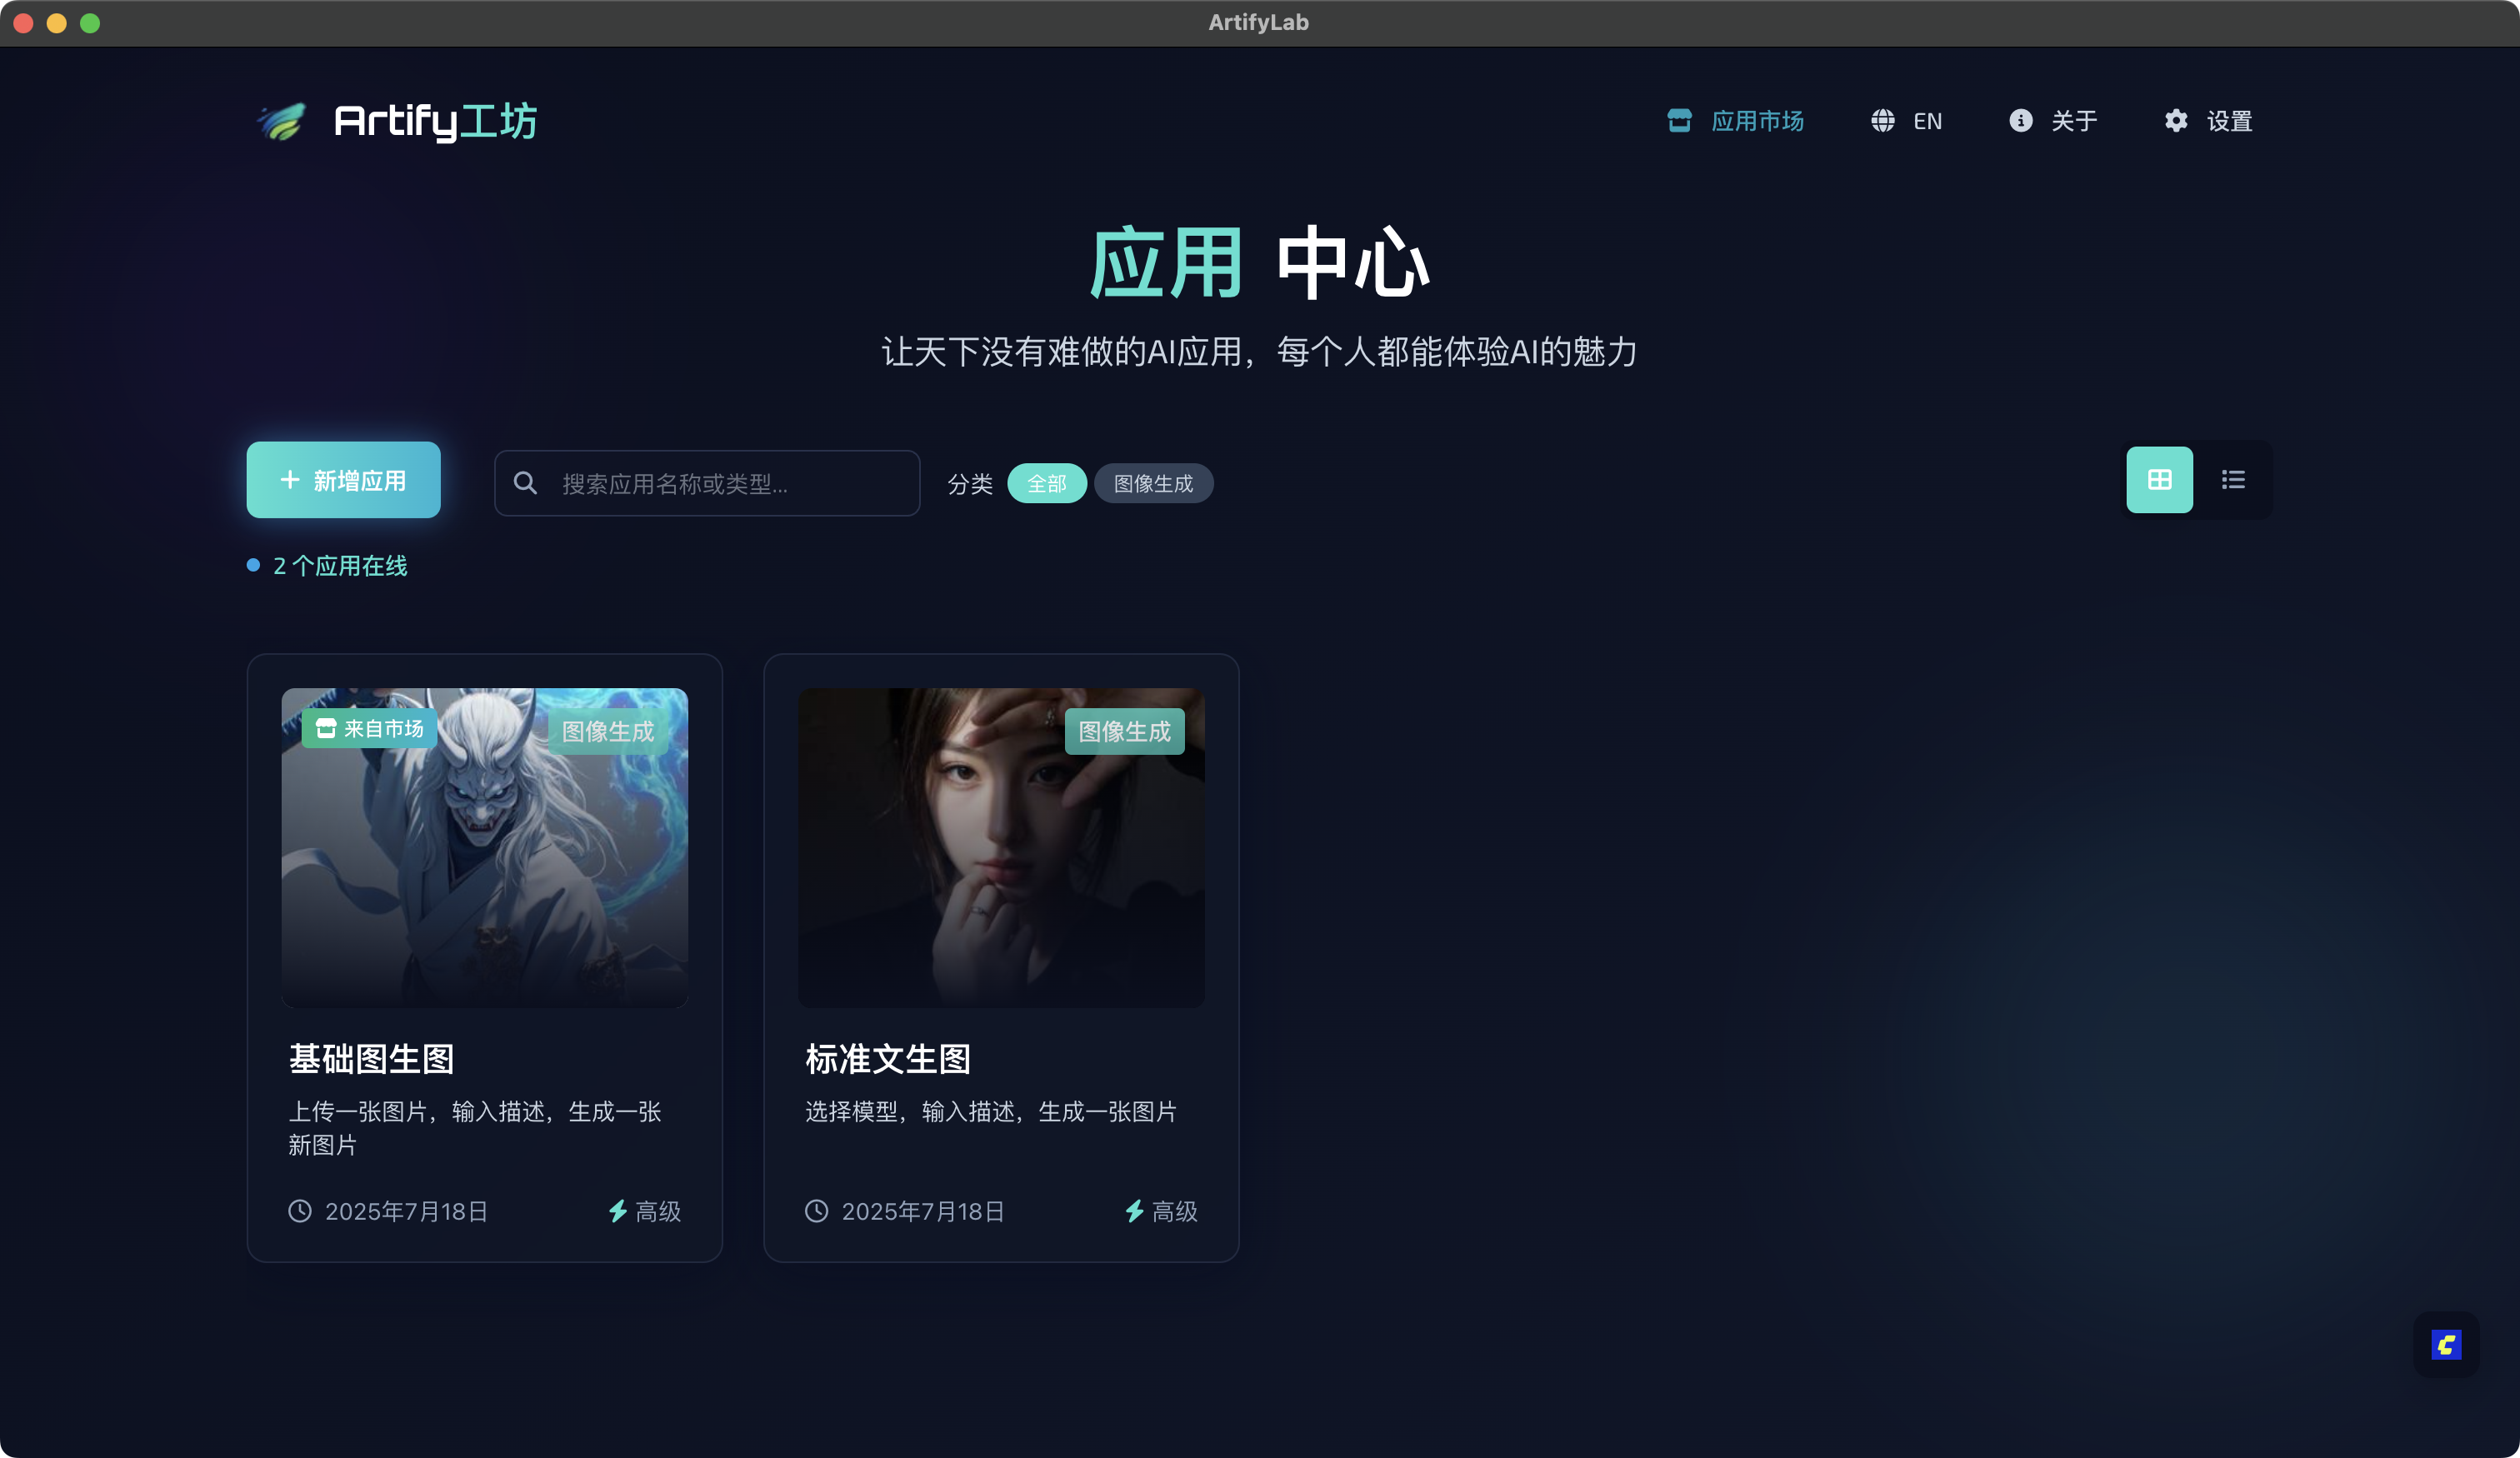 ArtifyLab
Artify工坊
应用市场
EN
关于
设置
应用 中心
让天下没有难做的AI应用，每个人都能体验AI的魅力
+ 新增应用
搜索应用名称或类型...
分类
全部
图像生成
2 个应用在线
来自市场
图像生成
基础图生图
上传一张图片，输入描述，生成一张
新图片
2025年7月18日
高级
图像生成
标准文生图
选择模型，输入描述，生成一张图片
2025年7月18日
高级